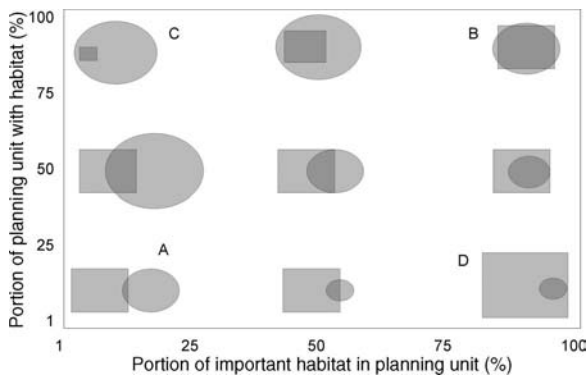 Portion of planning unit with habitat (%)
100
C
B
75
50
25
A
D
1
1
25
50
75
100
Portion of important habitat in planning unit (%)